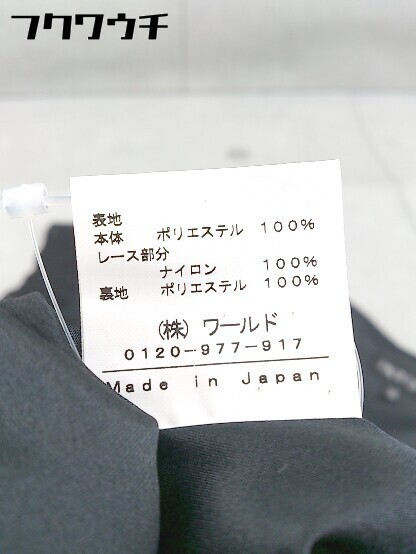 フクワウチ
表地
本体 ポリエステル 100%
レース部分
ナイロン 100%
裏地 ポリエステル 100%
(株) ワールド
0120-977-917
Made in Japan